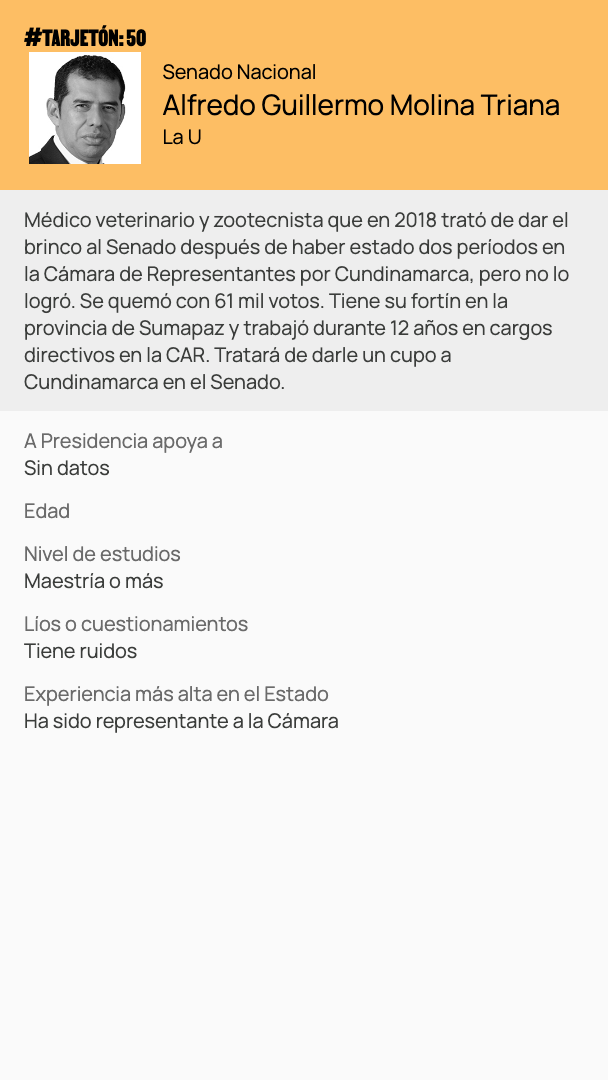 #TARJETÓN: 50
Senado Nacional
Alfredo Guillermo Molina Triana
La U
Médico veterinario y zootecnista que en 2018 trató de dar el
brinco al Senado después de haber estado dos períodos en
la Cámara de Representantes por Cundinamarca, pero no lo
logró. Se quemó con 61 mil votos. Tiene su fortín en la
provincia de Sumapaz y trabajó durante 12 años en cargos
directivos en la CAR. Tratará de darle un cupo a
Cundinamarca en el Senado.
A Presidencia apoya a
Sin datos
Edad
Nivel de estudios
Maestría o más
Líos o cuestionamientos
Tiene ruidos
Experiencia más alta en el Estado
Ha sido representante a la Cámara